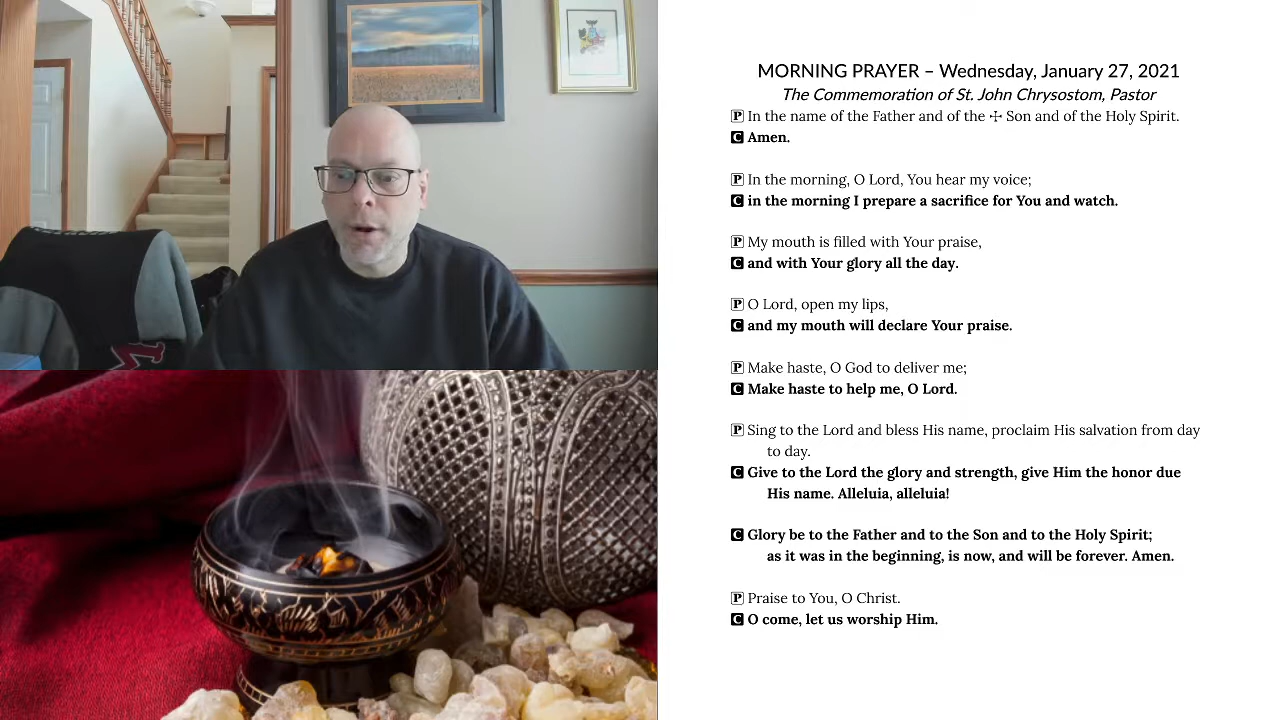 MORNING PRAYER – Wednesday, January 27, 2021
The Commemoration of St. John Chrysostom, Pastor
P In the name of the Father and of the ☩ Son and of the Holy Spirit.
C Amen.
P In the morning, O Lord, You hear my voice;
C in the morning I prepare a sacrifice for You and watch.
P My mouth is filled with Your praise,
C and with Your glory all the day.
P O Lord, open my lips,
C and my mouth will declare Your praise.
P Make haste, O God to deliver me;
C Make haste to help me, O Lord.
P Sing to the Lord and bless His name, proclaim His salvation from day
to day.
C Give to the Lord the glory and strength, give Him the honor due
His name. Alleluia, alleluia!
C Glory be to the Father and to the Son and to the Holy Spirit;
as it was in the beginning, is now, and will be forever. Amen.
P Praise to You, O Christ.
C O come, let us worship Him.